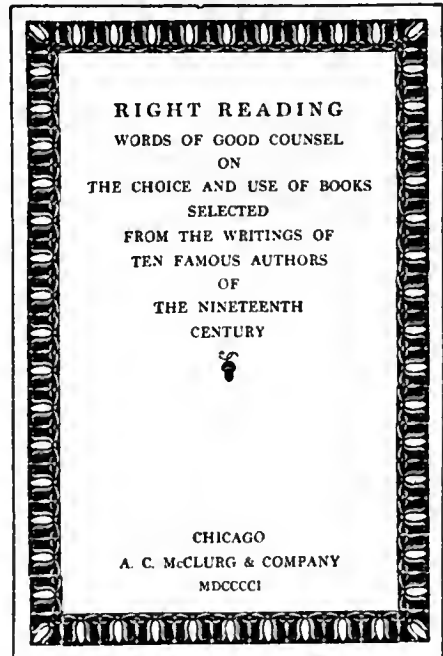 RIGHT READING
WORDS OF GOOD COUNSEL
ON
THE CHOICE AND USE OF BOOKS
SELECTED
FROM THE WRITINGS OF
TEN FAMOUS AUTHORS
OF
THE NINETEENTH
CENTURY
CHICAGO
A. C. McCLURG & COMPANY
MDCCCCI